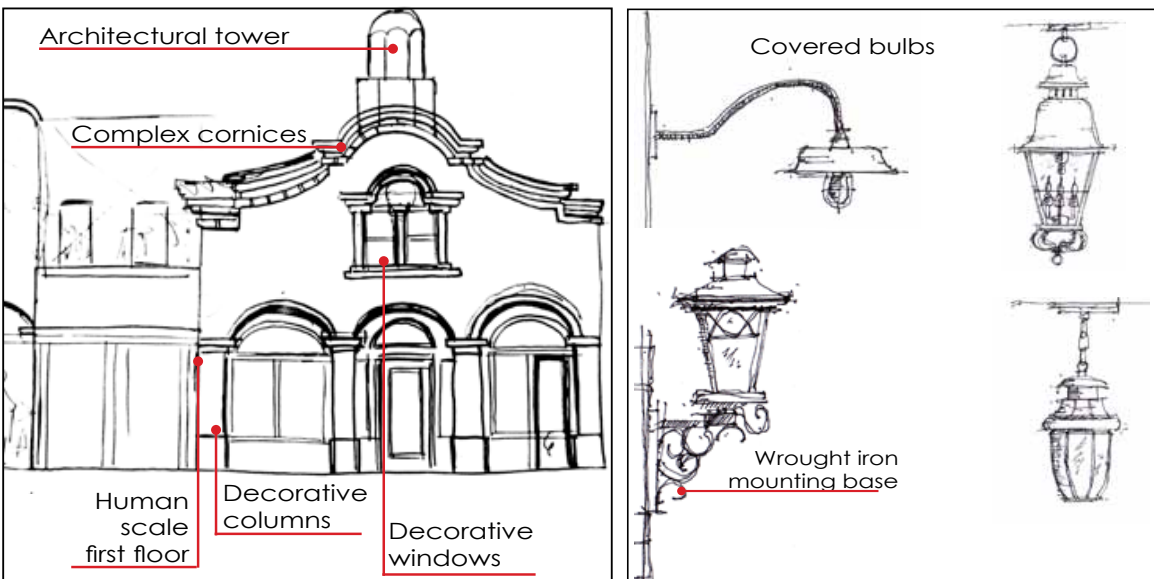 Architectural tower
Complex cornices
Human
scale
first floor
Decorative
columns
Decorative
windows
Covered bulbs
Wrought iron
mounting base